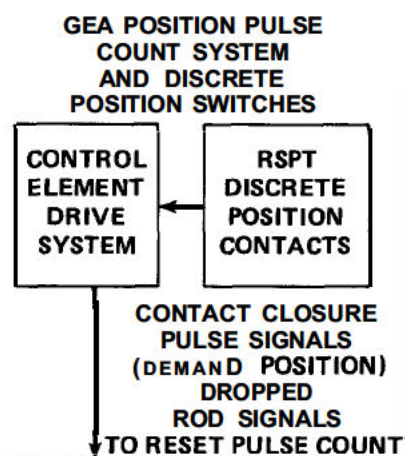 GEA POSITION PULSE
COUNT SYSTEM
AND DISCRETE
POSITION SWITCHES
CONTROL
ELEMENT
DRIVE
SYSTEM
RSPT
DISCRETE
POSITION
CONTACTS
CONTACT CLOSURE
PULSE SIGNALS
(DEMAND POSITION)
DROPPED
ROD SIGNALS
TO RESET PULSE COUNT